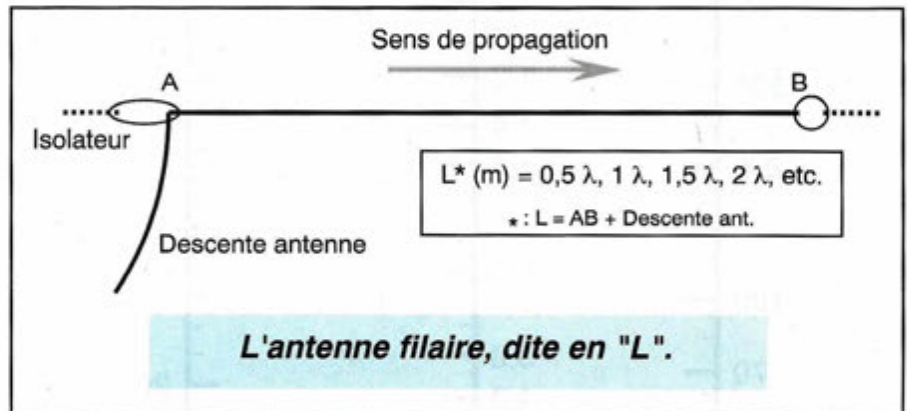 Sens de propagation
A
B
Isolateur
L* (m) = 0,5 λ, 1 λ, 1,5 λ, 2 λ, etc.
* : L = AB + Descente ant.
Descente antenne
L'antenne filaire, dite en "L".